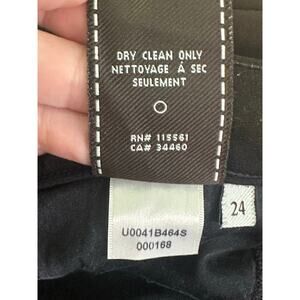 DRY CLEAN ONLY
NETTOYAGE À SEC
SEULEMENT
RN# 115561
CA# 34460
U0041B464S
000168
24